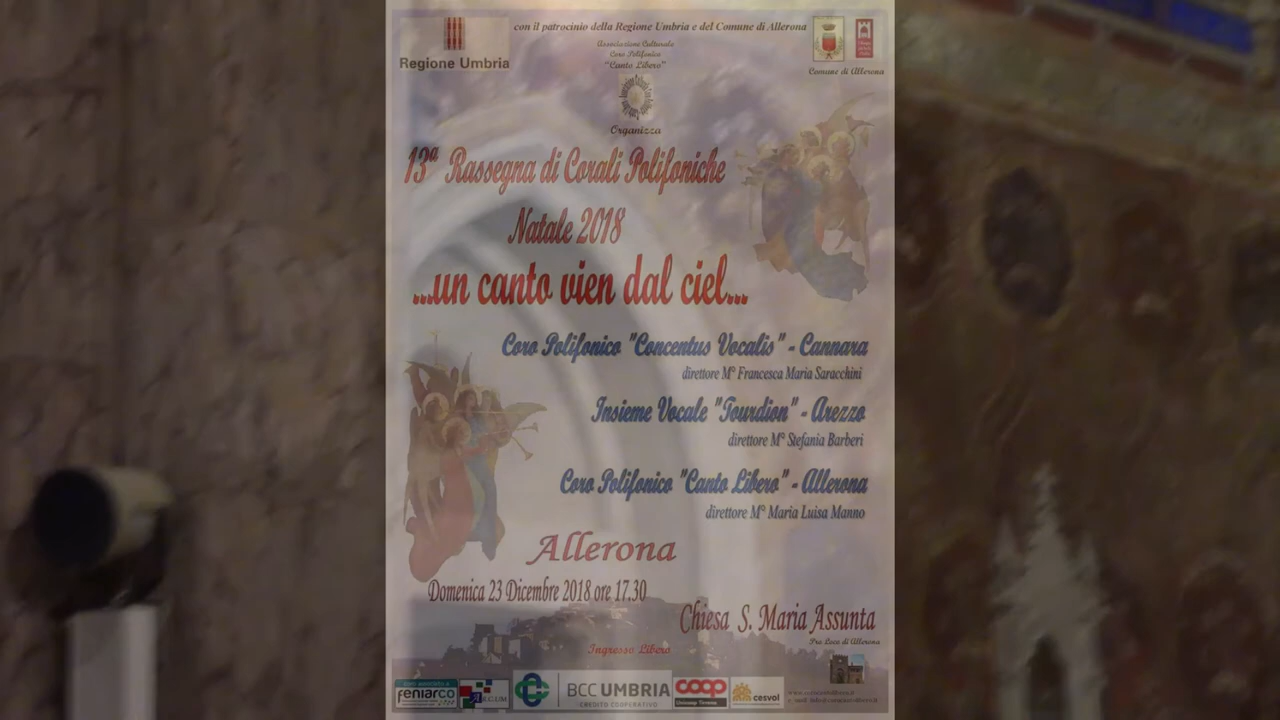 con il patrocinio della Regione Umbria e del Comune di Allerona
Regione Umbria
Associazione Culturale
Coro Polifonico
"Canto Libero"
Comune di Allerona
Organizza
13ª Rassegna di Corali Polifoniche
Natale 2018
...un canto vien dal ciel...
Coro Polifonico "Concentus Vocalis" - Cannara
direttore M° Francesca Maria Saracchini
Insieme Vocale "Tourdion" - Arezzo
direttore M° Stefania Barberi
Coro Polifonico "Canto Libero" - Allerona
direttore M° Maria Luisa Manno
Allerona
Domenica 23 Dicembre 2018 ore 17.30
Chiesa S. Maria Assunta
Pro Loco di Allerona
Ingresso Libero
feniarco
BCC UMBRIA
CREDITO COOPERATIVO
coop
Unicoop Tirreno
cesvol